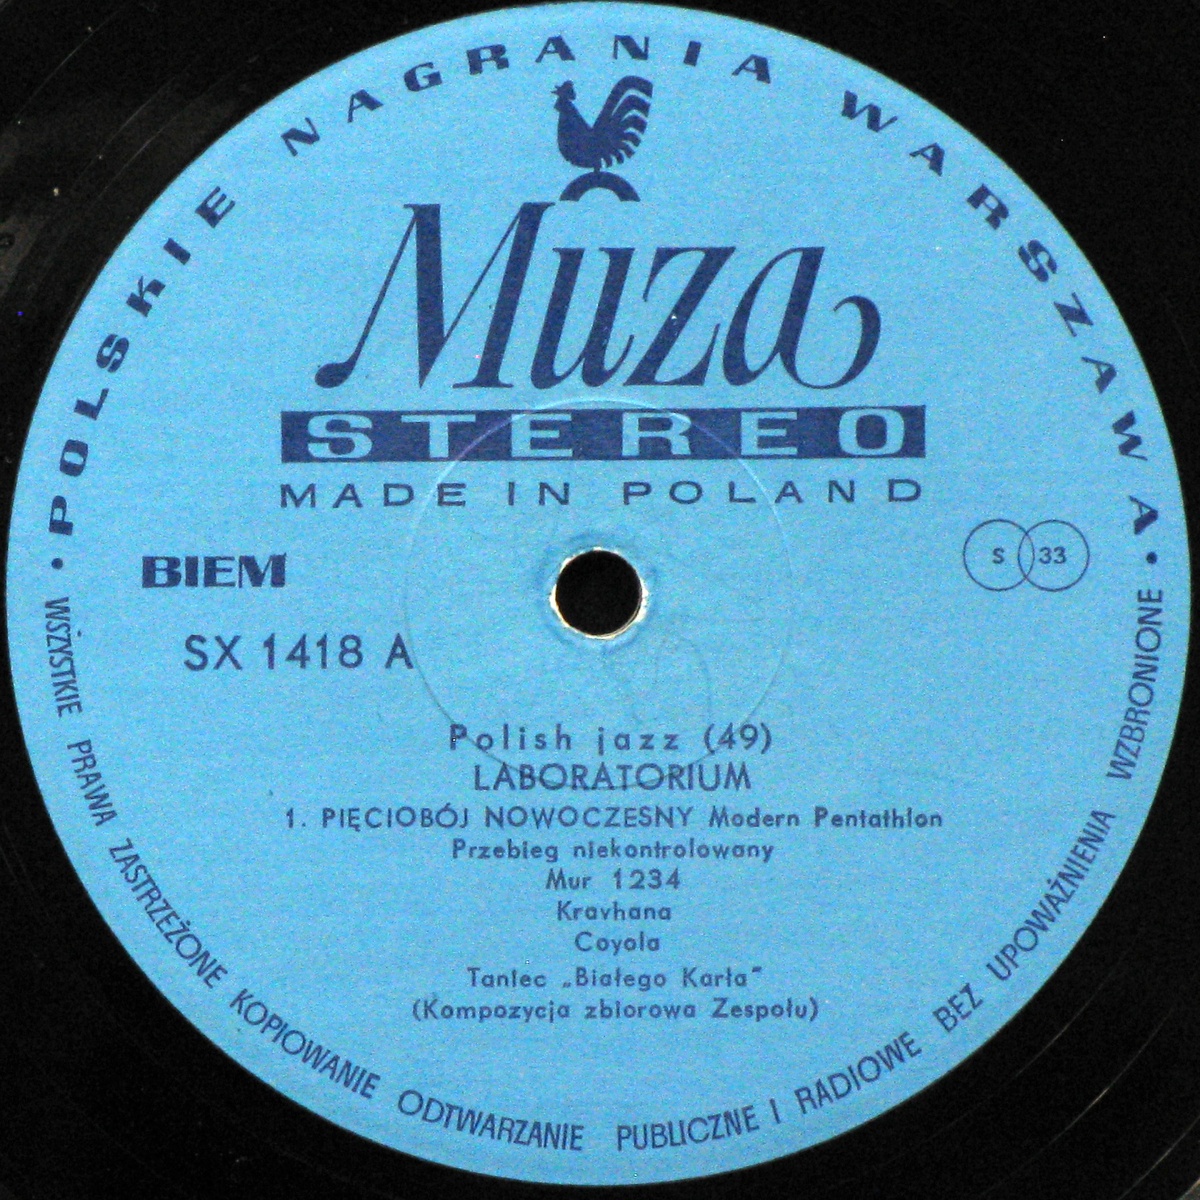 • POLSKIE NAGRANIA WARSZAWA •
Muza
STEREO
MADE IN POLAND
BIEM
S 33
SX 1418 A
Polish jazz (49)
LABORATORIUM
1. PIĘCIOBÓJ NOWOCZESNY Modern Pentathlon
Przebieg niekontrolowany
Mur 1234
Kravhana
Coyola
Taniec „Białego Karła"
(Kompozycja zbiorowa Zespołu)
WSZYSTKIE PRAWA ZASTRZEŻONE KOPIOWANIE ODTWARZANIE PUBLICZNE I RADIOWE BEZ UPOWAŻNIENIA WZBRONIONE